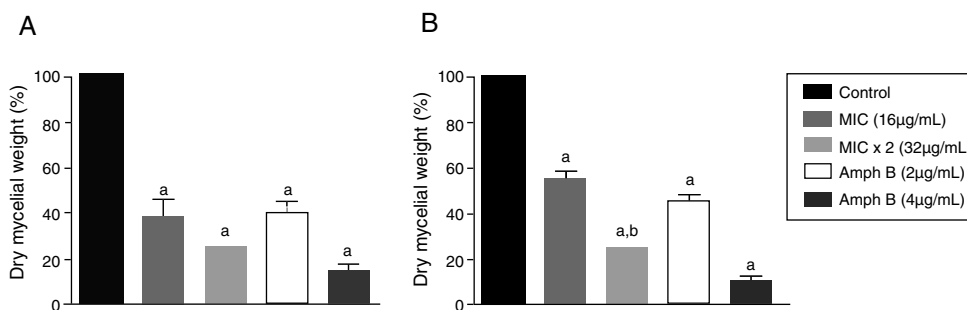 A
Dry mycelial weight (%)
100
80
60
40
20
0
a
a
a
a
B
Dry mycelial weight (%)
100
80
60
40
20
0
a
a,b
a
a
Control
MIC (16µg/mL)
MIC x 2 (32µg/mL
Amph B (2µg/mL)
Amph B (4µg/mL)